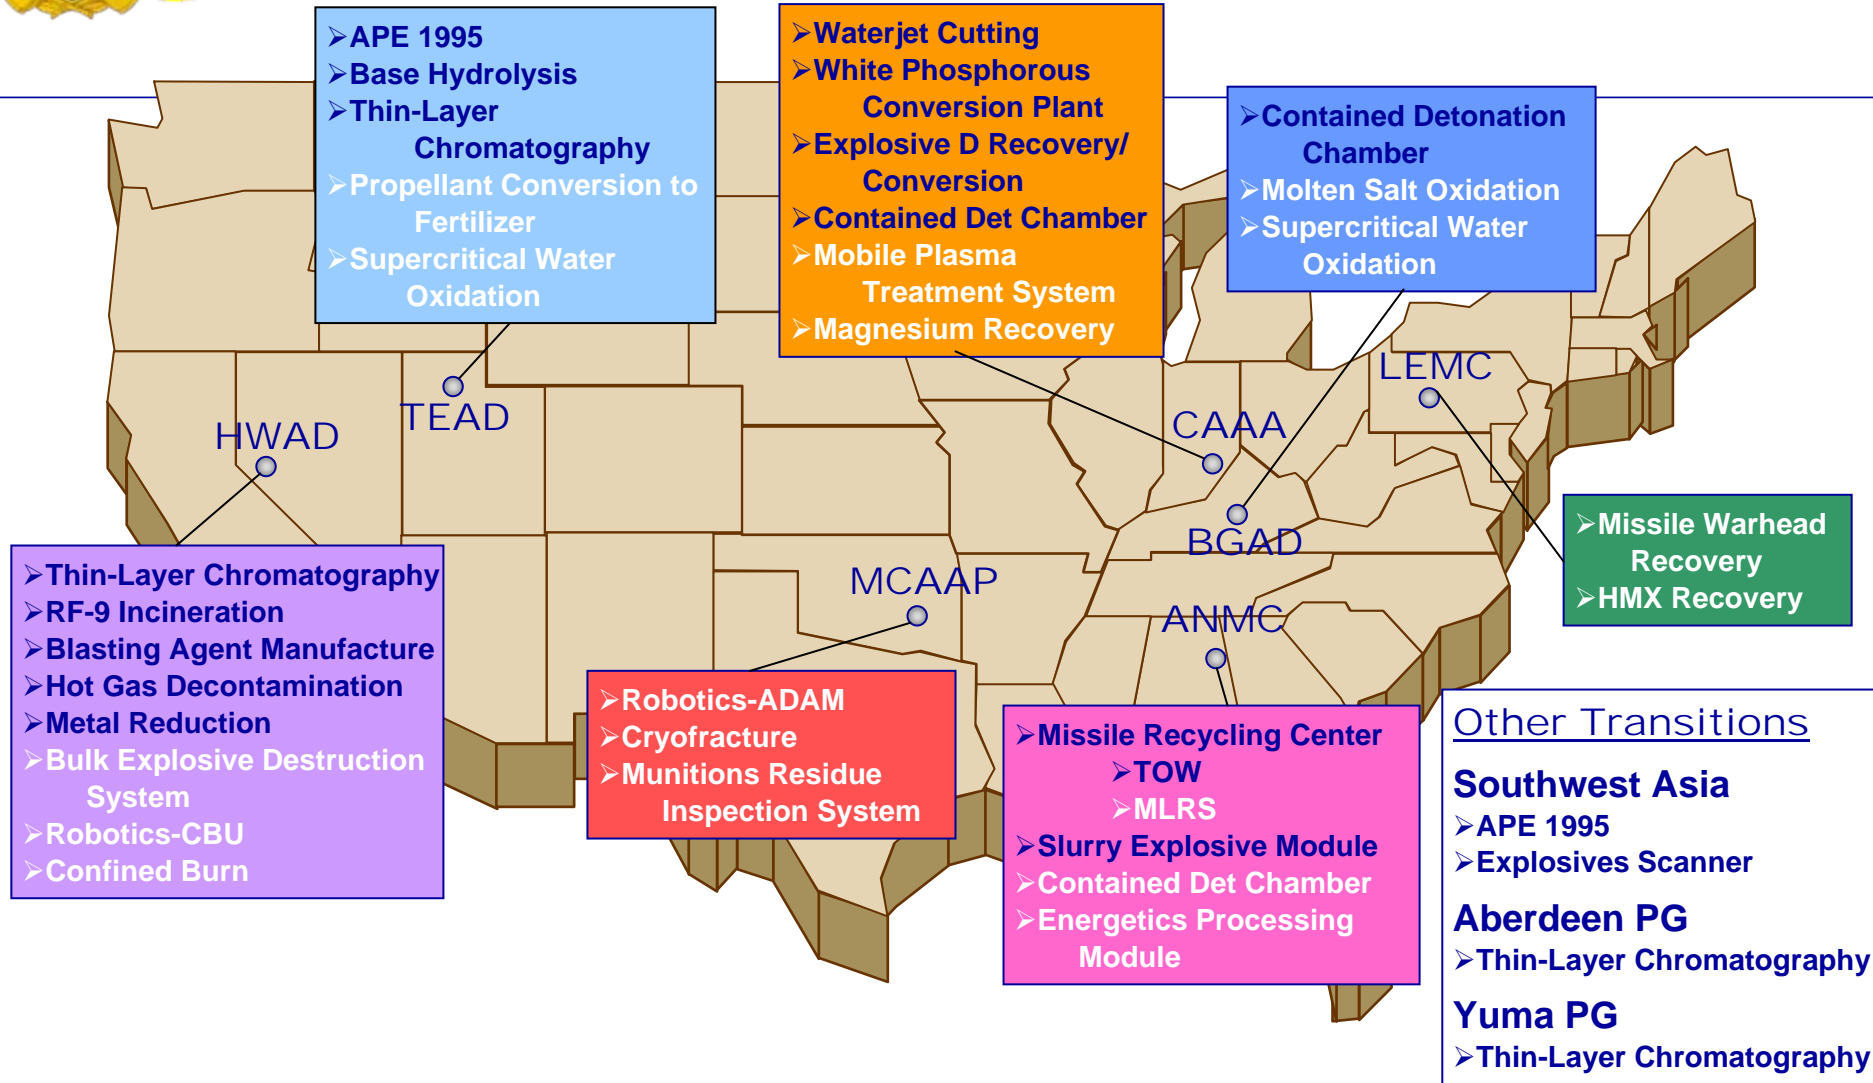 ➢APE 1995
➢Base Hydrolysis
➢Thin-Layer
Chromatography
➢Propellant Conversion to
Fertilizer
➢Supercritical Water
Oxidation
➢Waterjet Cutting
➢White Phosphorous
Conversion Plant
➢Explosive D Recovery/
Conversion
➢Contained Det Chamber
➢Mobile Plasma
Treatment System
➢Magnesium Recovery
➢Contained Detonation
Chamber
➢Molten Salt Oxidation
➢Supercritical Water
Oxidation
LEMC
TEAD
CAAA
HWAD
BGAD
MCAAP
ANMC
➢Missile Warhead
Recovery
➢HMX Recovery
➢Thin-Layer Chromatography
➢RF-9 Incineration
➢Blasting Agent Manufacture
➢Hot Gas Decontamination
➢Metal Reduction
➢Bulk Explosive Destruction
System
➢Robotics-CBU
➢Confined Burn
➢Robotics-ADAM
➢Cryofracture
➢Munitions Residue
Inspection System
➢Missile Recycling Center
➢TOW
➢MLRS
➢Slurry Explosive Module
➢Contained Det Chamber
➢Energetics Processing
Module
Other Transitions
Southwest Asia
➢APE 1995
➢Explosives Scanner
Aberdeen PG
➢Thin-Layer Chromatography
Yuma PG
➢Thin-Layer Chromatography